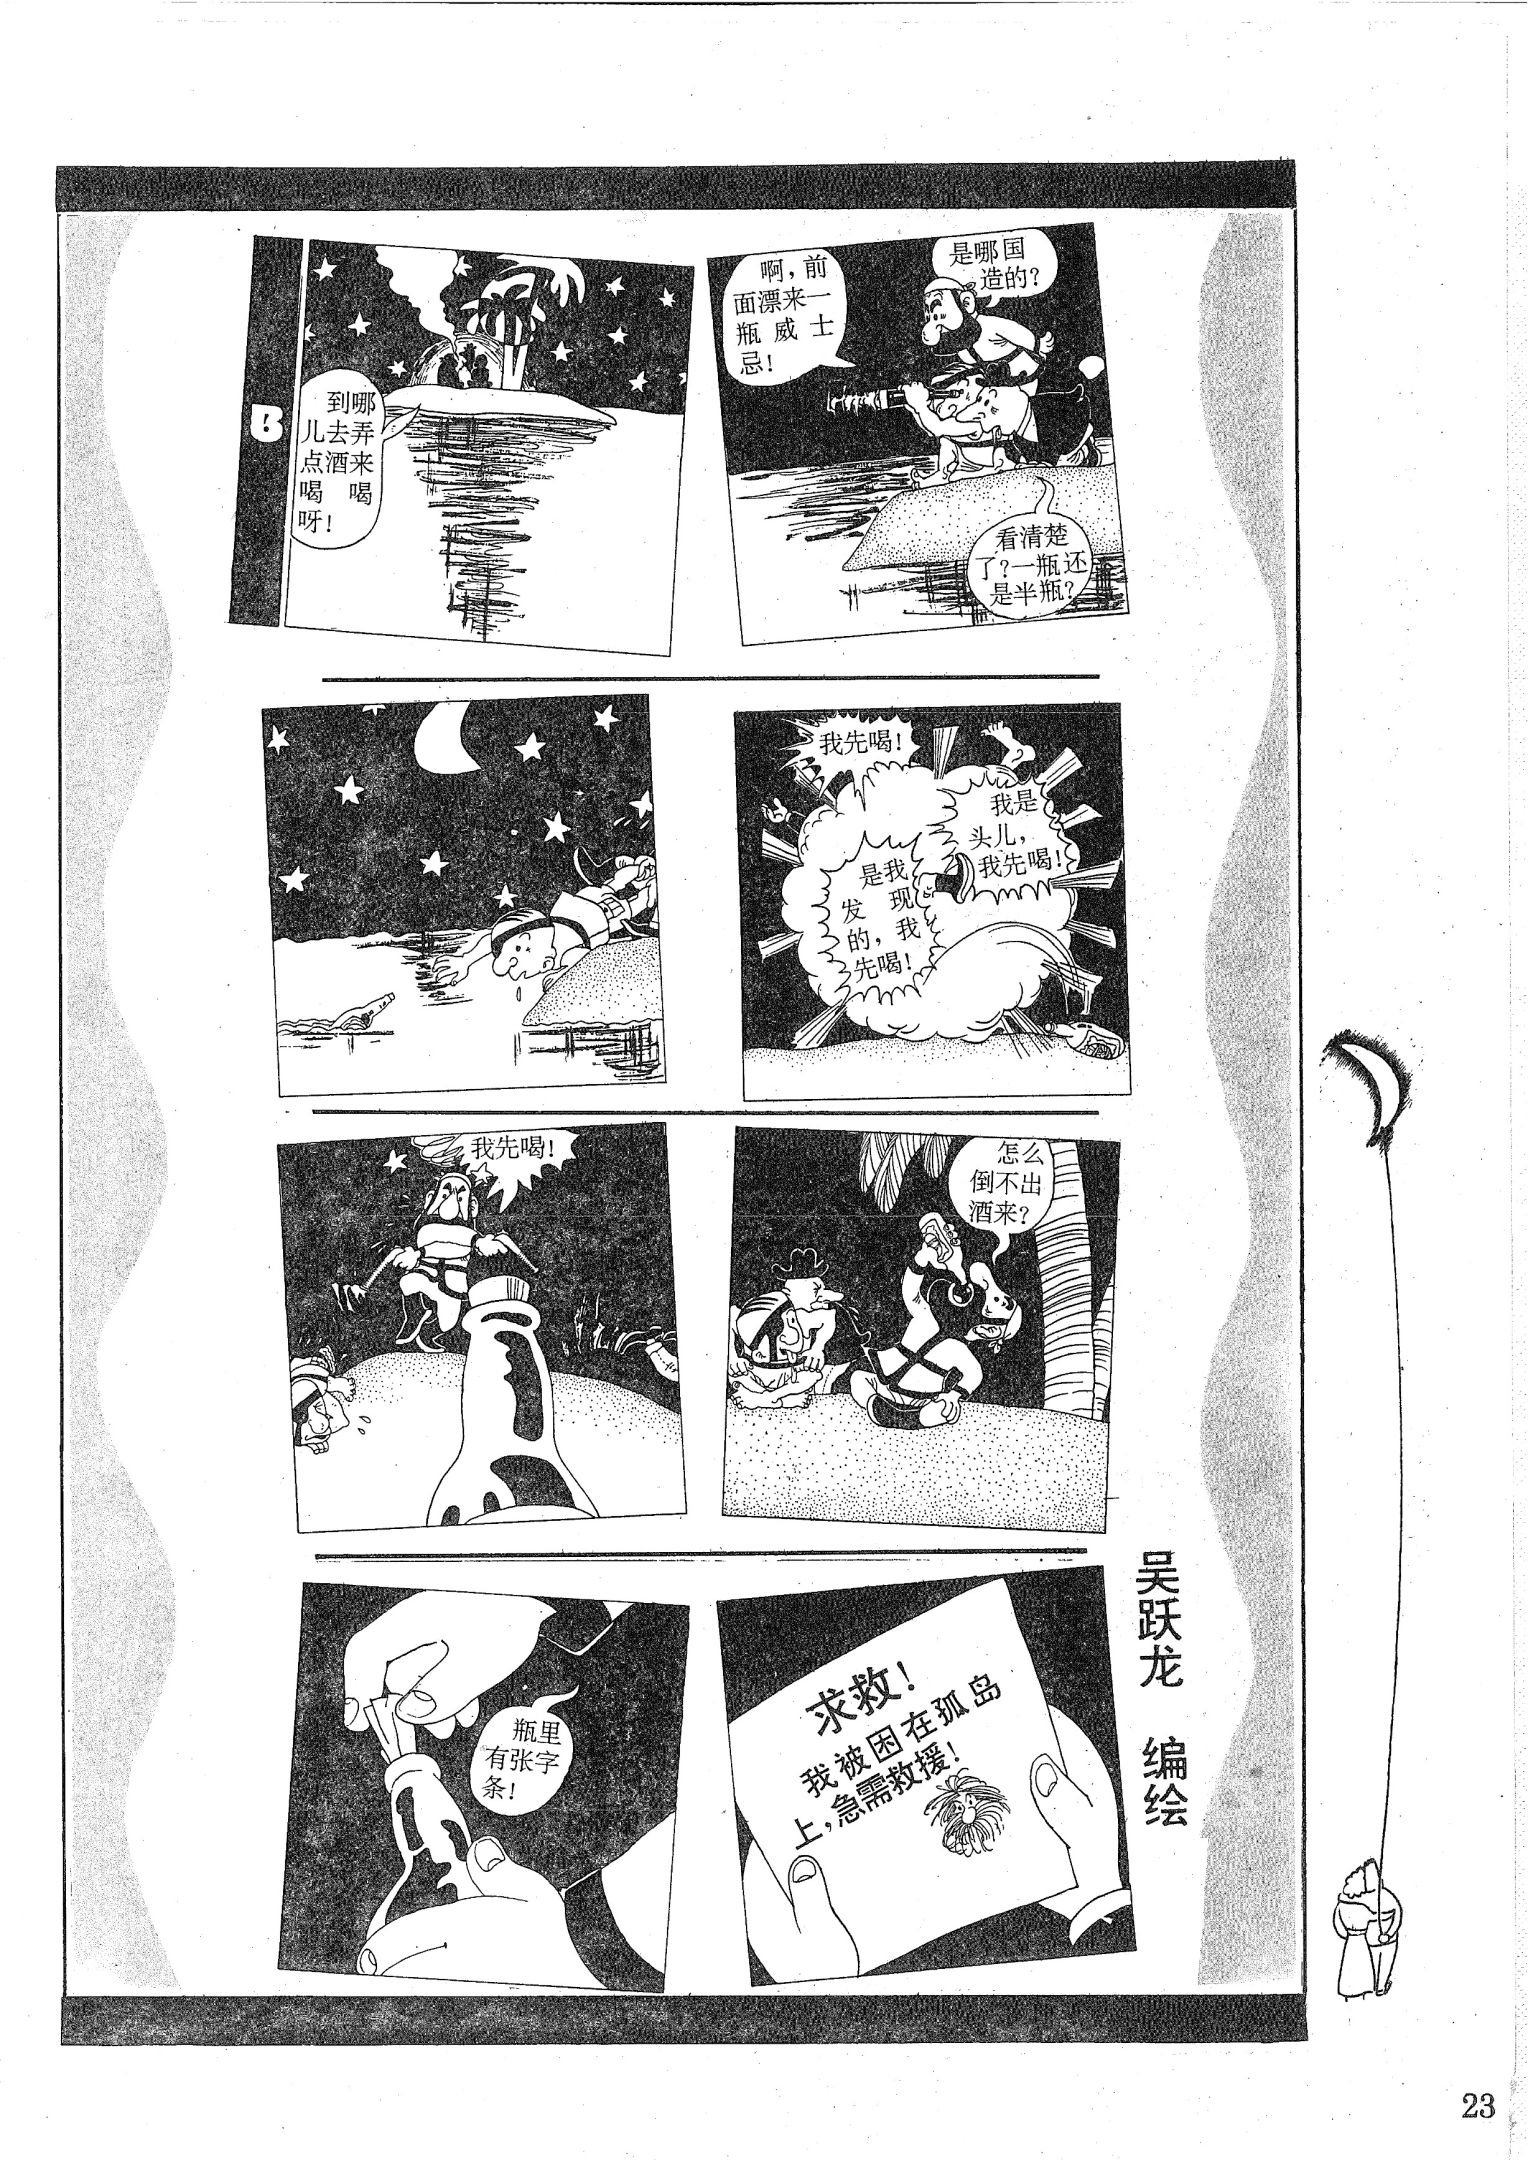 B
到哪
儿去弄
点酒来
喝喝
呀!
啊,前
面漂来一
瓶威士
忌!
是哪国
造的?
看清楚
了?一瓶还
是半瓶?
我先喝!
我是
头儿,
我先喝!
是我
发现
的,我
先喝!
我先喝!
怎么
倒不出
酒来?
瓶里
有张字
条!
求救!
我被困在孤岛
上,急需救援!
吴跃龙 编绘
23